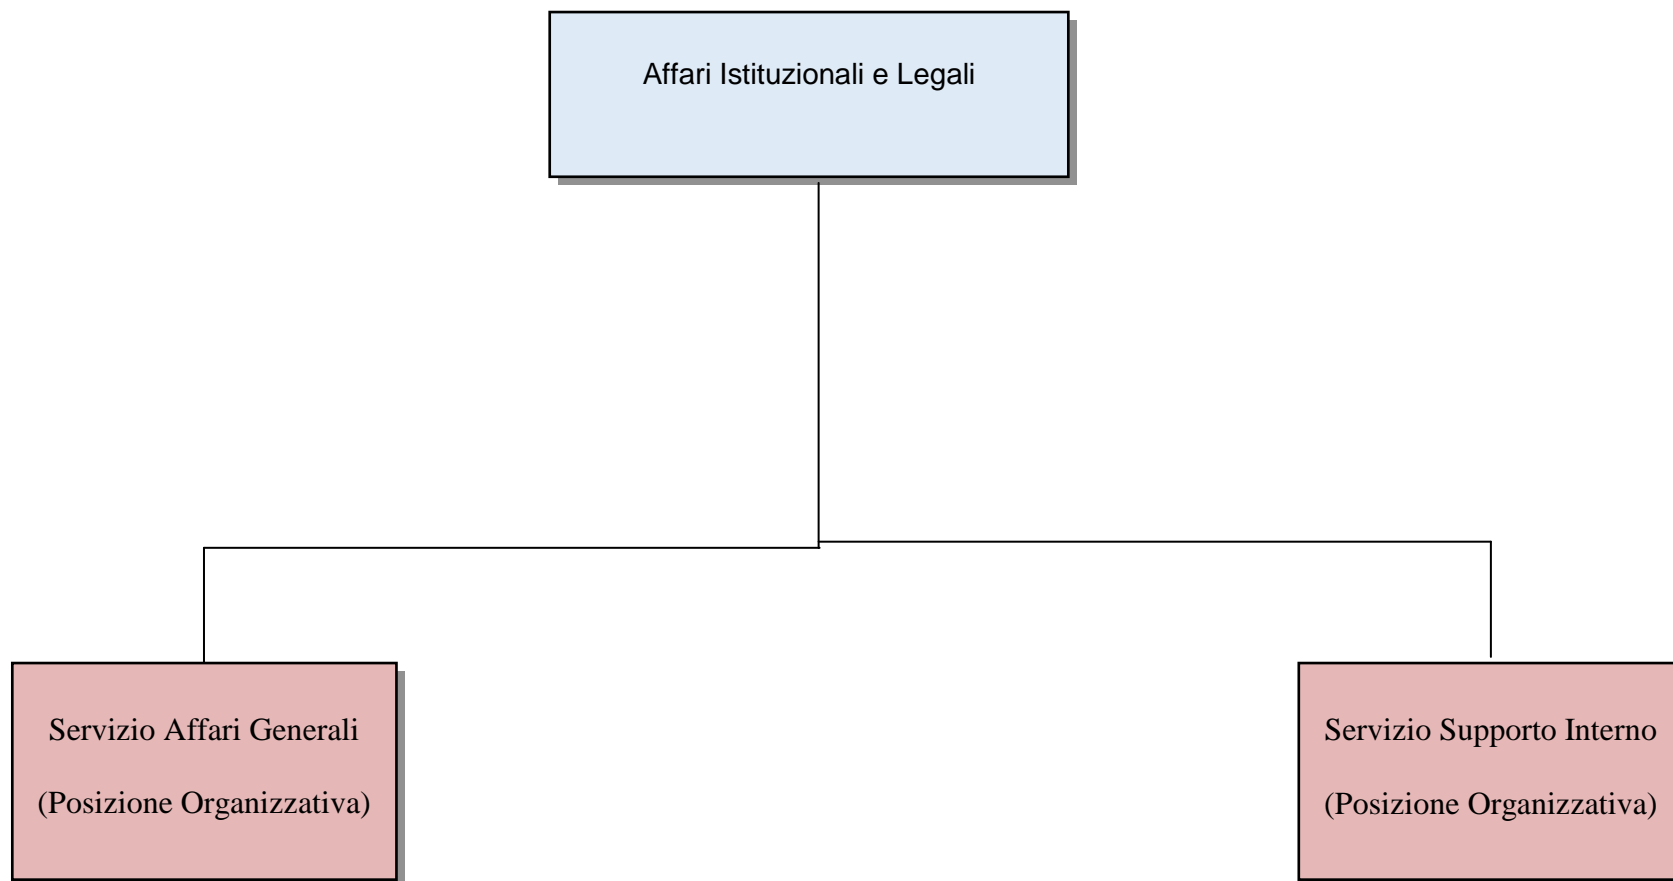 Affari Istituzionali e Legali
Servizio Affari Generali
(Posizione Organizzativa)
Servizio Supporto Interno
(Posizione Organizzativa)